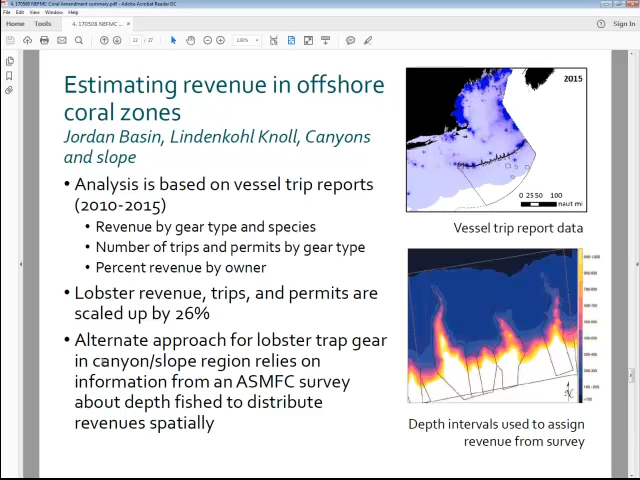 4. 170508 NEFMC Coral Amendment summary.pdf - Adobe Acrobat Reader DC
File Edit View Window Help
Home Tools 4. 170508 NEFMC ... × Sign In
Estimating revenue in offshore
coral zones
Jordan Basin, Lindenkohl Knoll, Canyons
and slope
• Analysis is based on vessel trip reports
(2010-2015)
• Revenue by gear type and species
• Number of trips and permits by gear type
• Percent revenue by owner
• Lobster revenue, trips, and permits are
scaled up by 26%
• Alternate approach for lobster trap gear
in canyon/slope region relies on
information from an ASMFC survey
about depth fished to distribute
revenues spatially
2015
0 25 50 100
naut mi
Vessel trip report data
Depth intervals used to assign
revenue from survey